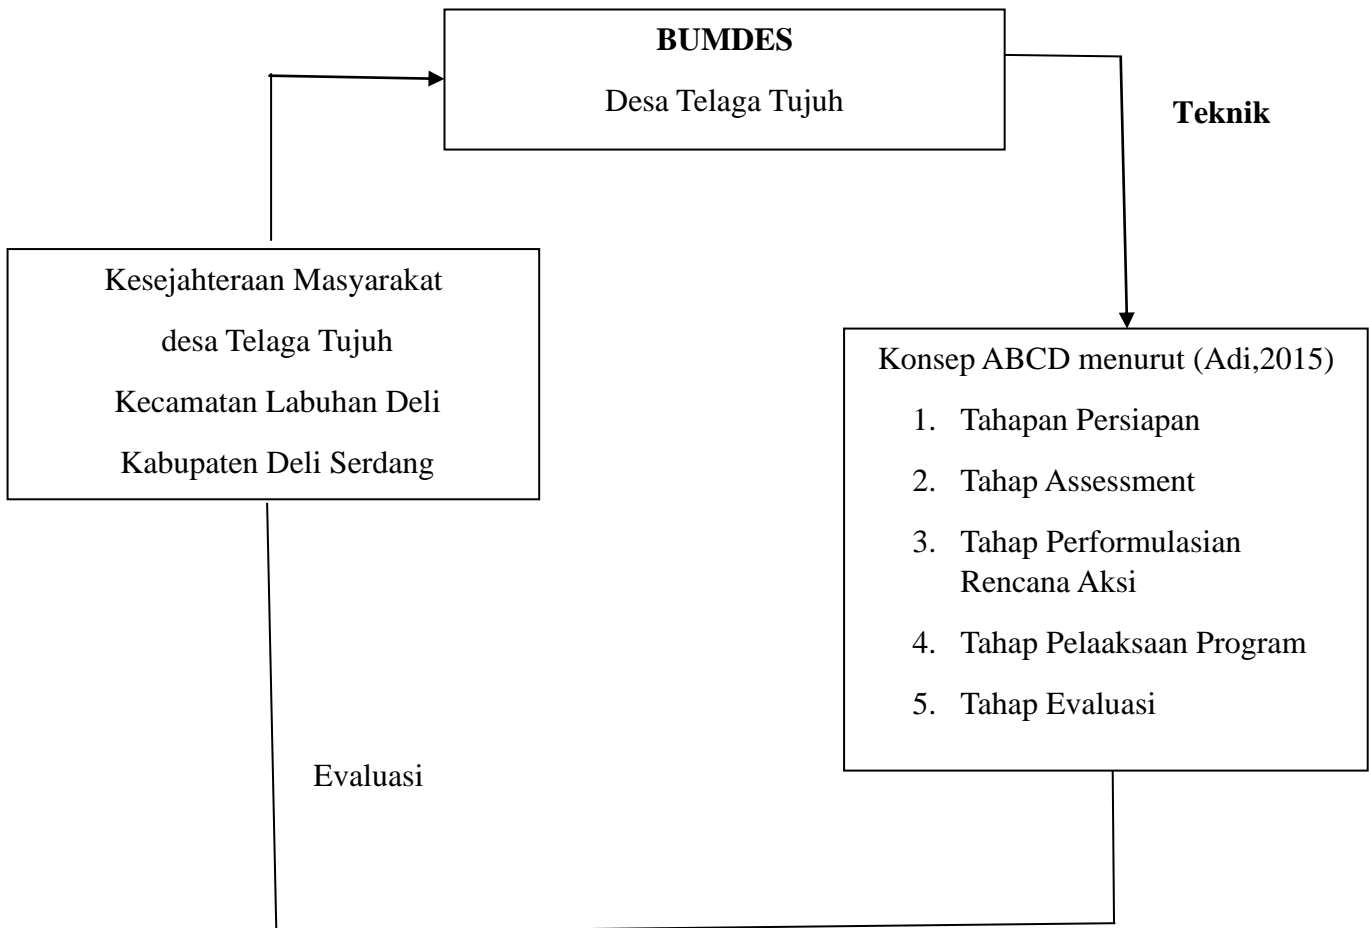 BUMDES
Desa Telaga Tujuh
Teknik
Kesejahteraan Masyarakat
desa Telaga Tujuh
Kecamatan Labuhan Deli
Kabupaten Deli Serdang
Konsep ABCD menurut (Adi,2015)
1. Tahapan Persiapan
2. Tahap Assessment
3. Tahap Performulasian
Rencana Aksi
4. Tahap Pelaaksaan Program
5. Tahap Evaluasi
Evaluasi